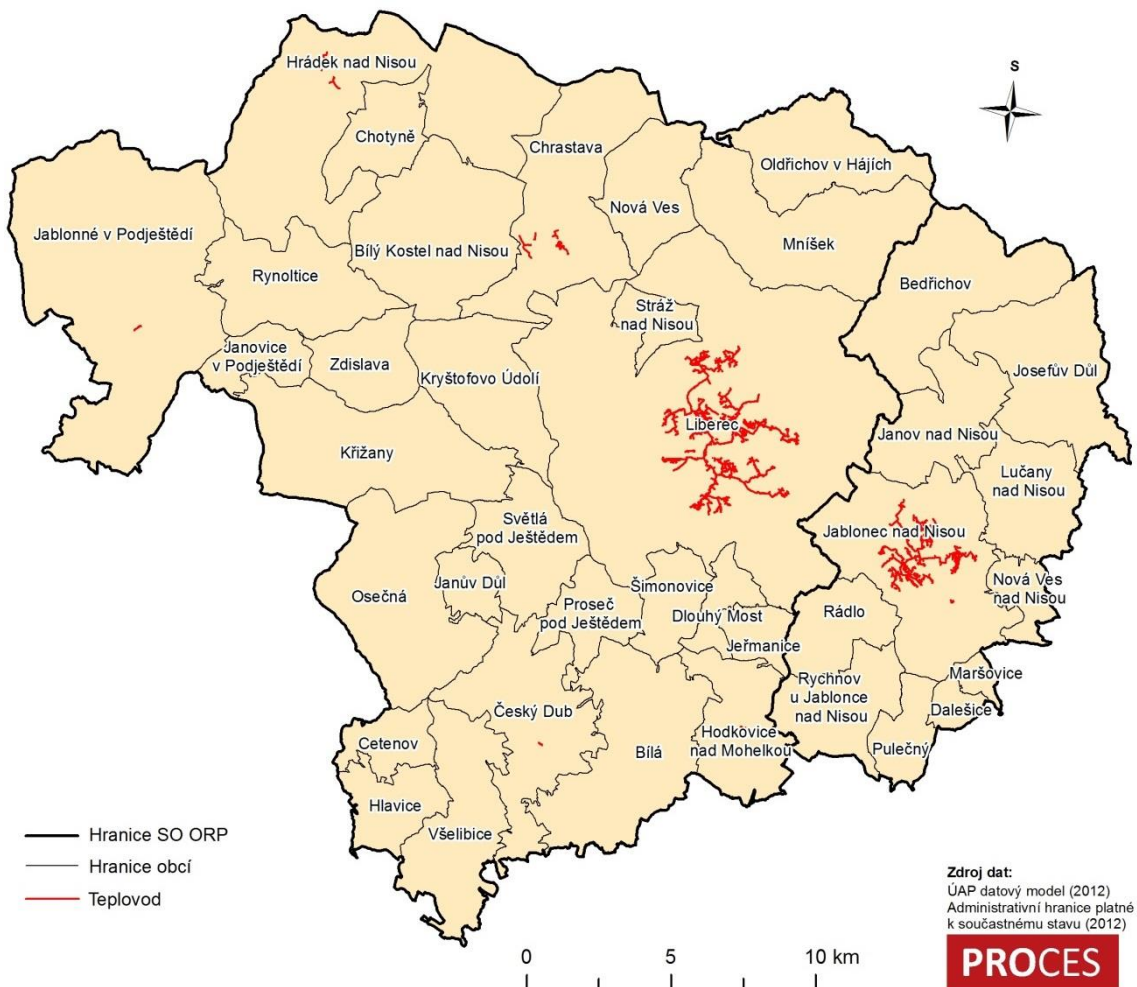 S
Hrádek nad Nisou
Chotyně
Chrastava
Oldřichov v Hájích
Nová Ves
Jablonné v Podještědí
Mníšek
Bílý Kostel nad Nisou
Rynoltice
Bedřichov
Stráž
nad Nisou
Janovice
v Podještědí
Zdislava
Kryštofovo Údolí
Josefův Důl
Liberec
Janov nad Nisou
Křižany
Lučany
nad Nisou
Světlá
pod Ještědem
Jablonec nad Nisou
Osečná
Janův Důl
Šimonovice
Nová Ves
nad Nisou
Proseč
pod Ještědem
Dlouhý Most
Rádlo
Jeřmanice
Maršovice
Rychnov
u Jablonce
nad Nisou
Dalešice
Český Dub
Hodkovice
nad Mohelkou
Cetenov
Bílá
Pulečný
Hlavice
Všelibice
Hranice SO ORP
Hranice obcí
Teplovod
Zdroj dat:
ÚAP datový model (2012)
Administrativní hranice platné
k součastnému stavu (2012)
0 5 10 km
PROCES